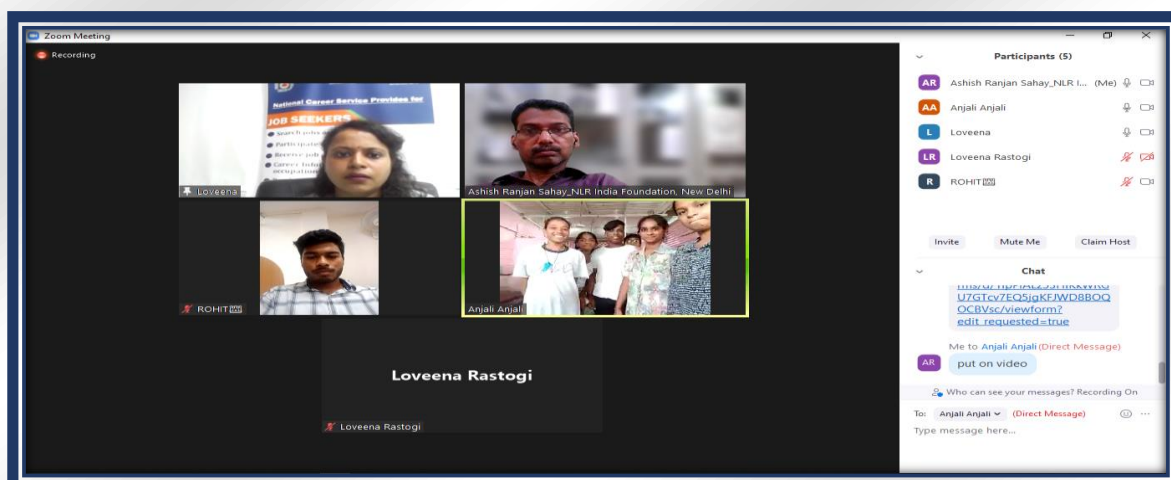 Zoom Meeting
Recording
National Career Service Provides for
JOB SEEKERS
Loveena
Ashish Ranjan Sahay_NLR India Foundation, New Delhi
ROHIT
Anjali Anjali
Loveena Rastogi
Loveena Rastogi
Participants (5)
AR Ashish Ranjan Sahay_NLR I... (Me)
AA Anjali Anjali
L Loveena
LR Loveena Rastogi
R ROHIT
Invite Mute Me Claim Host
Chat
U7GTcv7EQ5jgKFJWD8BOQ
OCBVsc/viewform?
edit_requested=true
Me to Anjali Anjali (Direct Message)
AR put on video
Who can see your messages? Recording On
To: Anjali Anjali (Direct Message) ...
Type message here...